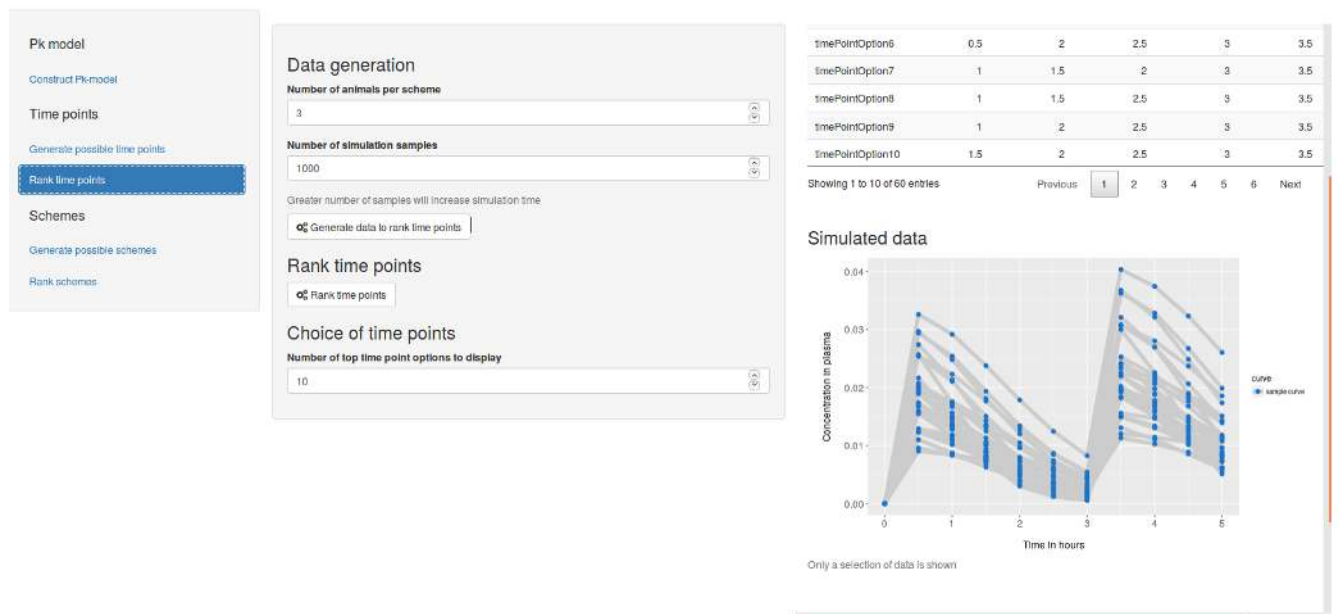 Pk model
Construct Pk-model
Time points
Generate possible time points
Rank time points
Schemes
Generate possible schemes
Rank schemes
Data generation
Number of animals per scheme
3
Number of simulation samples
1000
Greater number of samples will increase simulation time
Generate data to rank time points
Rank time points
Rank time points
Choice of time points
Number of top time point options to display
10
timePointOption6 0.5 2 2.5 3 3.5
timePointOption7 1 1.5 2 3 3.5
timePointOption8 1 1.5 2.5 3 3.5
timePointOption9 1 2 2.5 3 3.5
timePointOption10 1.5 2 2.5 3 3.5
Showing 1 to 10 of 60 entries Previous 1 2 3 4 5 6 Next
Simulated data
0.04
0.03
0.02
0.01
0.00
Concentration in plasma
0 1 2 3 4 5
Time in hours
curve
sample curve
Only a selection of data is shown